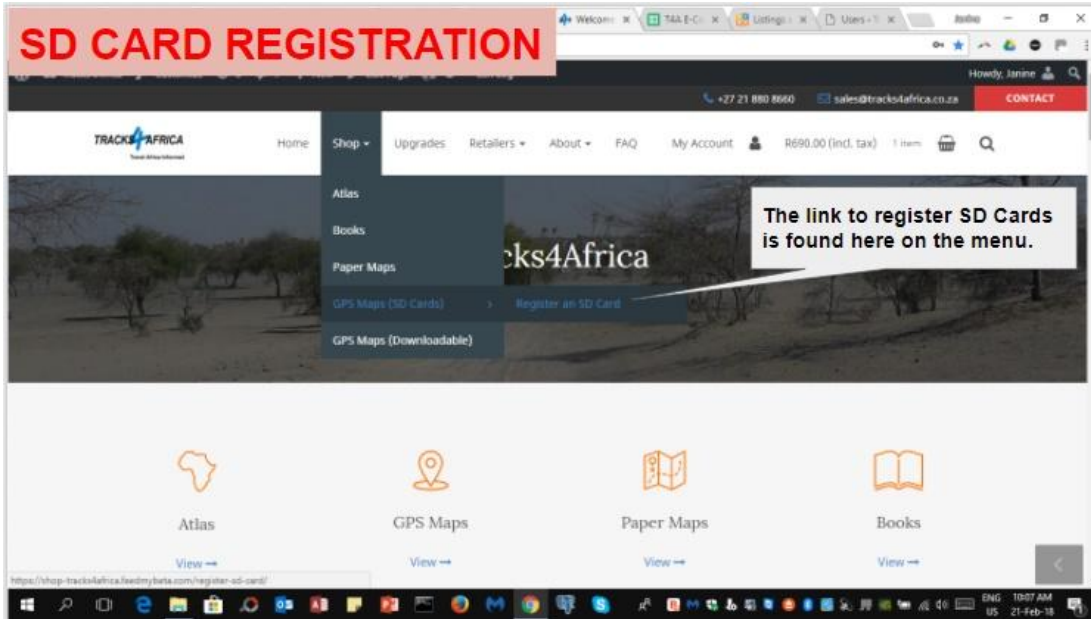 SD CARD REGISTRATION
Welcome
T4A E-C
Listings
Users
Howdy, Janine
+27 21 880 8660 sales@tracks4africa.co.za CONTACT
TRACKS4AFRICA
Home Shop Upgrades Retailers About FAQ My Account R690.00 (incl. tax) 1 item
Atlas
Books
Paper Maps
GPS Maps (SD Cards) > Register an SD Card
GPS Maps (Downloadable)
cks4Africa
The link to register SD Cards
is found here on the menu.
Atlas GPS Maps Paper Maps Books
View → View → View → View →
https://shop-tracks4africa.feedmybeta.com/register-sd-card/
ENG 10:07 AM
US 21-Feb-18